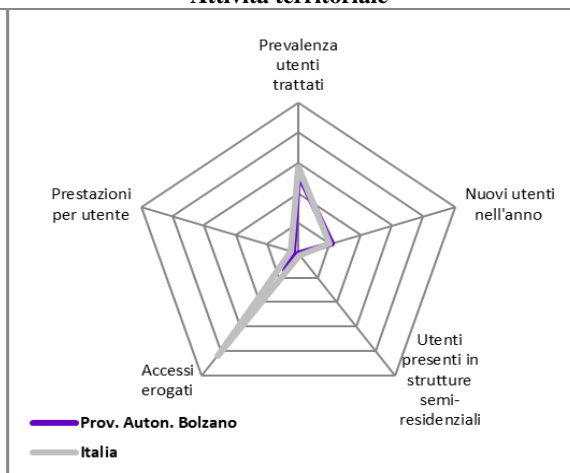 Attività territoriale
Prevalenza
utenti
trattati
Prestazioni
per utente
Nuovi utenti
nell'anno
Accessi
erogati
Utenti
presenti in
strutture
semi-
residenziali
Prov. Auton. Bolzano
Italia